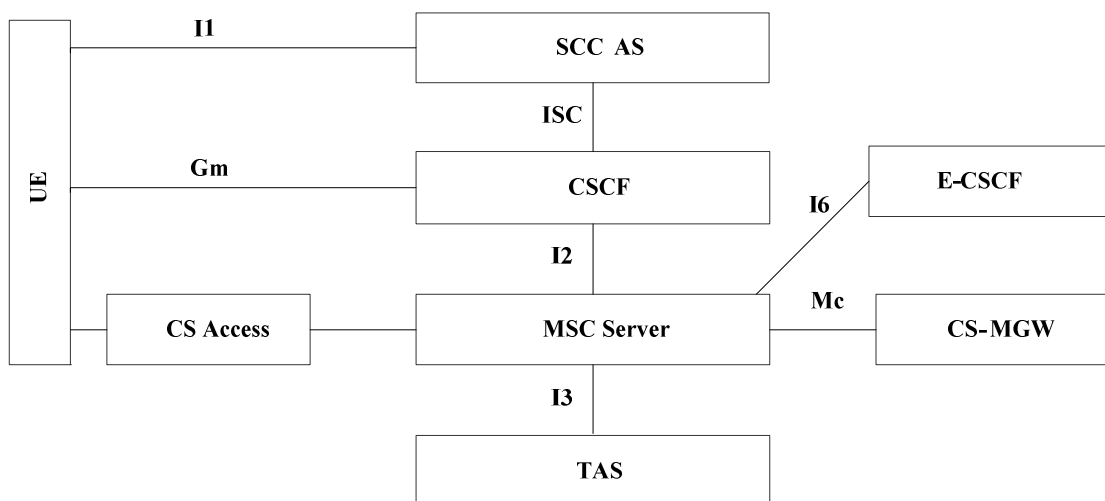 I1
SCC AS
ISC
UE
Gm
CSCF
E-CSCF
I6
I2
Mc
CS Access
MSC Server
CS-MGW
I3
TAS